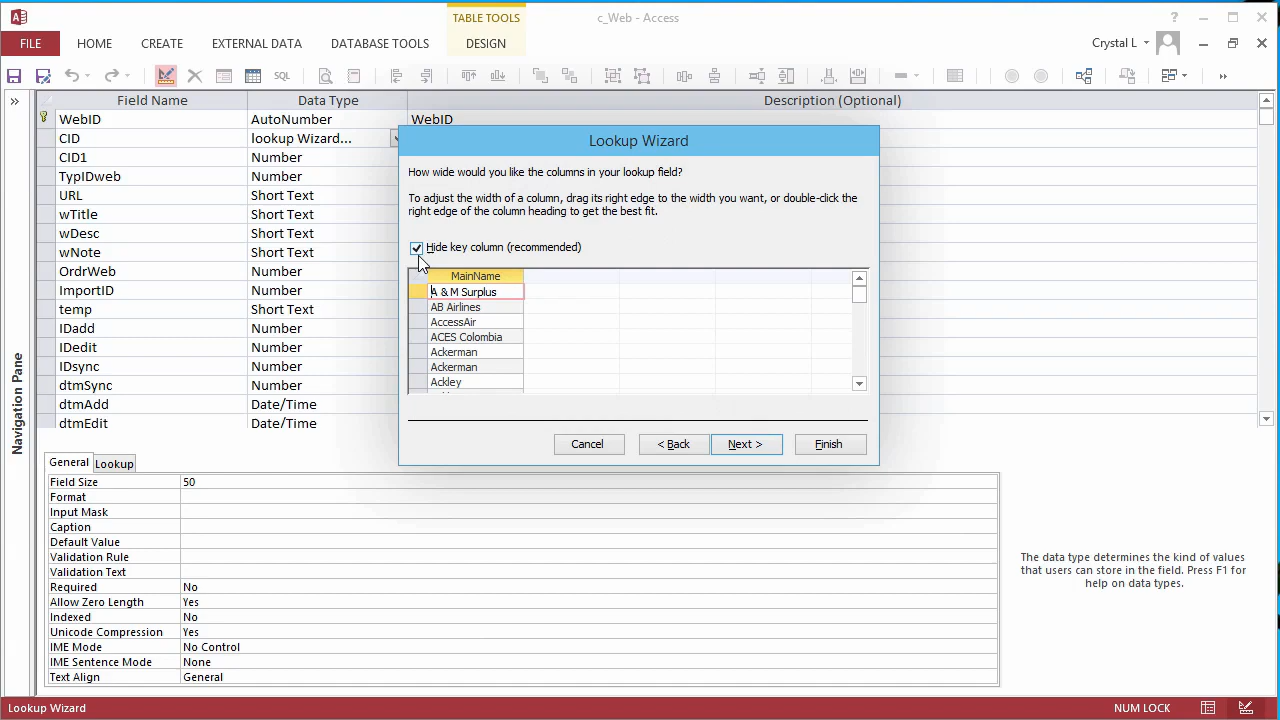 TABLE TOOLS
c_Web - Access
?
FILE
HOME
CREATE
EXTERNAL DATA
DATABASE TOOLS
DESIGN
Crystal L
SQL
Field Name
Data Type
Description (Optional)
WebID
AutoNumber
WebID
CID
lookup Wizard...
CID1
Number
TypIDweb
Number
URL
Short Text
wTitle
Short Text
wDesc
Short Text
wNote
Short Text
OrdrWeb
Number
ImportID
Number
temp
Short Text
IDadd
Number
IDedit
Number
IDsync
Number
dtmSync
Number
dtmAdd
Date/Time
dtmEdit
Date/Time
Navigation Pane
Lookup Wizard
How wide would you like the columns in your lookup field?
To adjust the width of a column, drag its right edge to the width you want, or double-click the
right edge of the column heading to get the best fit.
Hide key column (recommended)
MainName
A & M Surplus
AB Airlines
AccessAir
ACES Colombia
Ackerman
Ackerman
Ackley
Cancel
< Back
Next >
Finish
General
Lookup
Field Size
50
Format
Input Mask
Caption
Default Value
Validation Rule
Validation Text
Required
No
Allow Zero Length
Yes
Indexed
No
Unicode Compression
Yes
IME Mode
No Control
IME Sentence Mode
None
Text Align
General
The data type determines the kind of values
that users can store in the field. Press F1 for
help on data types.
Lookup Wizard
NUM LOCK